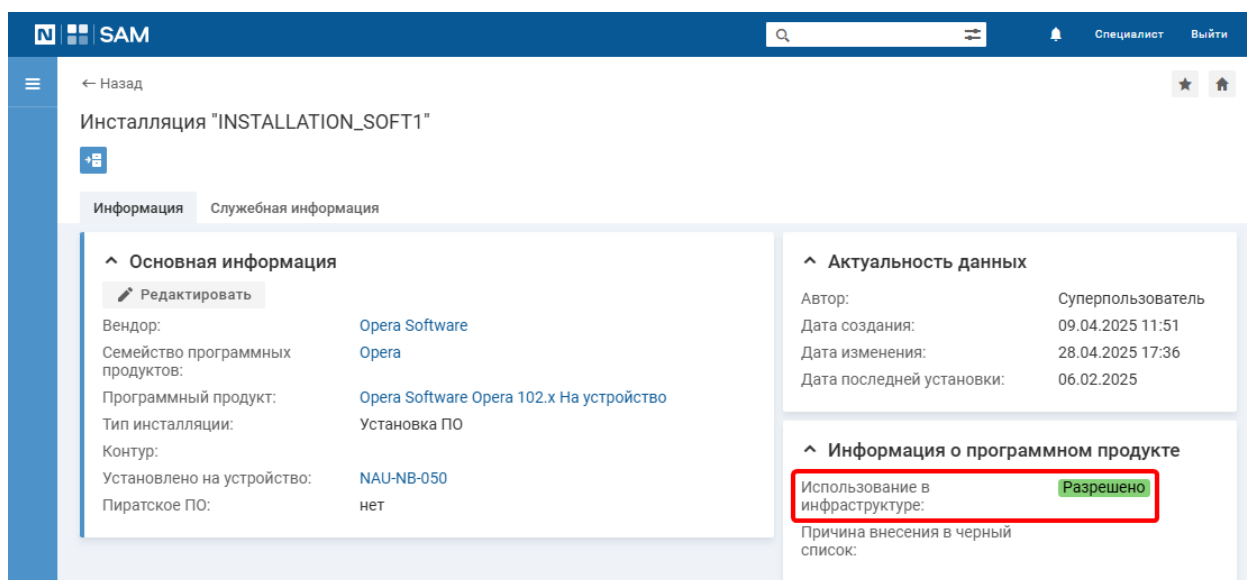 N SAM
Специалист Выйти
← Назад
Инсталляция "INSTALLATION_SOFT1"
Информация Служебная информация
Основная информация
Редактировать
Вендор: Opera Software
Семейство программных
продуктов: Opera
Программный продукт: Opera Software Opera 102.x На устройство
Тип инсталляции: Установка ПО
Контур:
Установлено на устройство: NAU-NB-050
Пиратское ПО: нет
Актуальность данных
Автор: Суперпользователь
Дата создания: 09.04.2025 11:51
Дата изменения: 28.04.2025 17:36
Дата последней установки: 06.02.2025
Информация о программном продукте
Использование в Разрешено
инфраструктуре:
Причина внесения в черный
список: